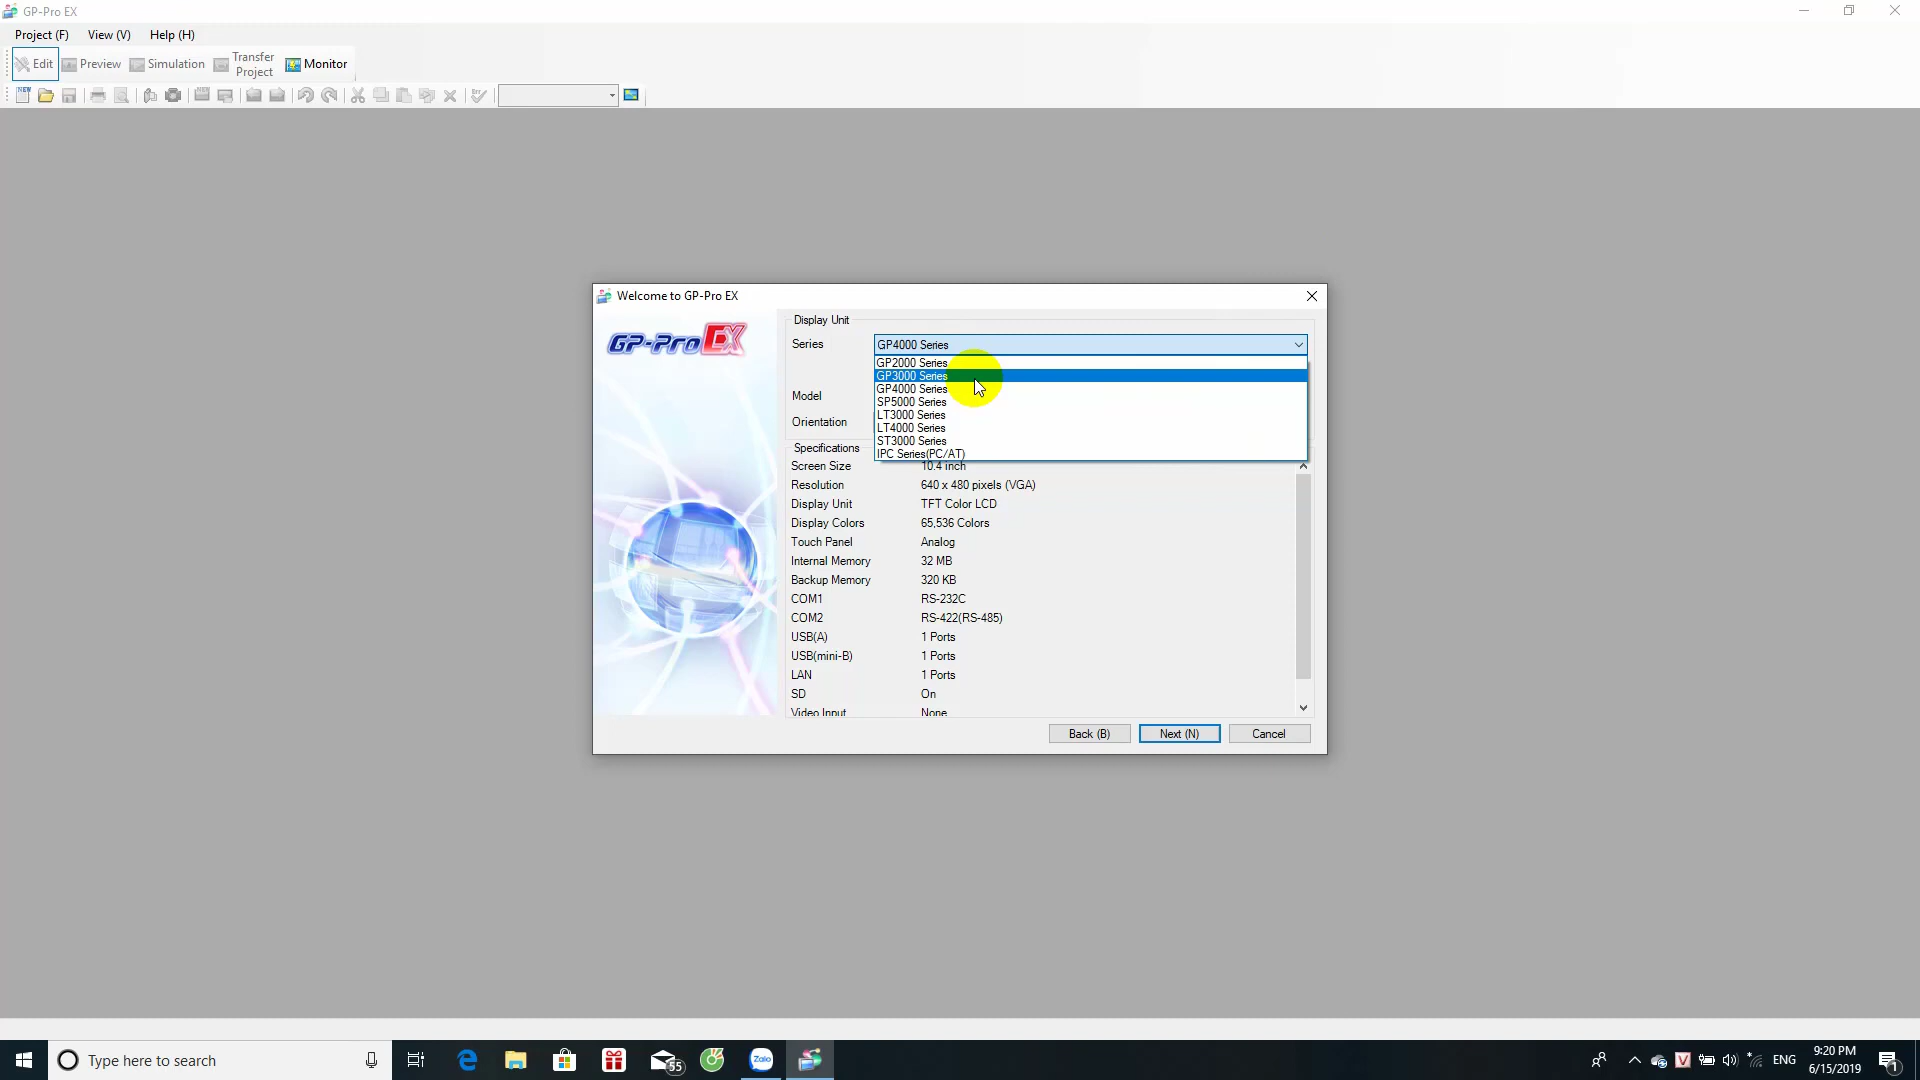 GP-Pro EX
Project (F) View (V) Help (H)
Edit Preview Simulation Transfer Project Monitor
NEW
Welcome to GP-Pro EX
GP-Pro EX
Display Unit
Series GP4000 Series
GP2000 Series
GP3000 Series
GP4000 Series
SP5000 Series
LT3000 Series
LT4000 Series
ST3000 Series
IPC Series(PC/AT)
Model
Orientation
Specifications
Screen Size 10.4 inch
Resolution 640 x 480 pixels (VGA)
Display Unit TFT Color LCD
Display Colors 65,536 Colors
Touch Panel Analog
Internal Memory 32 MB
Backup Memory 320 KB
COM1 RS-232C
COM2 RS-422(RS-485)
USB(A) 1 Ports
USB(mini-B) 1 Ports
LAN 1 Ports
SD On
Video Input None
Back (B) Next (N) Cancel
Type here to search
55
Zalo
V
ENG
9:20 PM
6/15/2019
1